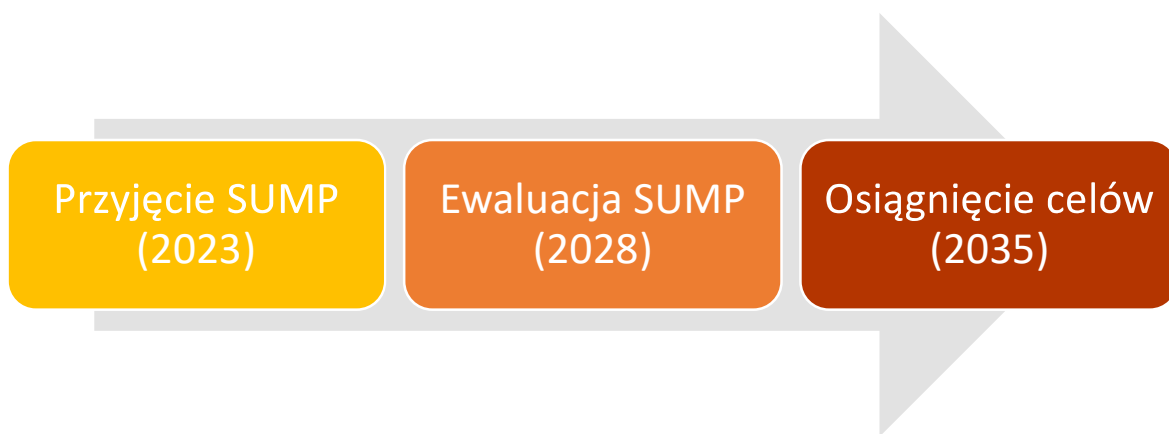 Przyjęcie SUMP
(2023)
Ewaluacja SUMP
(2028)
Osiągnięcie celów
(2035)